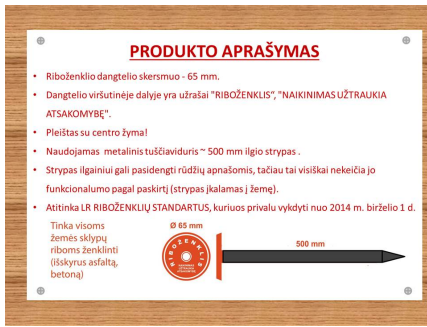 PRODUKTO APRAŠYMAS
• Riboženklio dangtelio skersmuo - 65 mm.
• Dangtelio viršutinėje dalyje yra užrašai "RIBOŽENKLIS“, "NAIKINIMAS UŽTRAUKIA
ATSAKOMYBĘ".
• Pleištas su centro žyma!
• Naudojamas metalinis tuščiaviduris ~ 500 mm ilgio strypas .
• Strypas ilgainiui gali pasidengti rūdžių apnašomis, tačiau tai visiškai nekeičia jo
funkcionalumo pagal paskirtį (strypas įkalamas į žemę).
• Atitinka LR RIBOŽENKLIŲ STANDARTUS, kuriuos privalu vykdyti nuo 2014 m. birželio 1 d.
Tinka visoms
žemės sklypų
riboms ženklinti
(išskyrus asfaltą,
betoną)
Ø 65 mm
RIBOŽENKLIS
NAIKINIMAS
UŽTRAUKIA
ATSAKOMYBĘ
500 mm